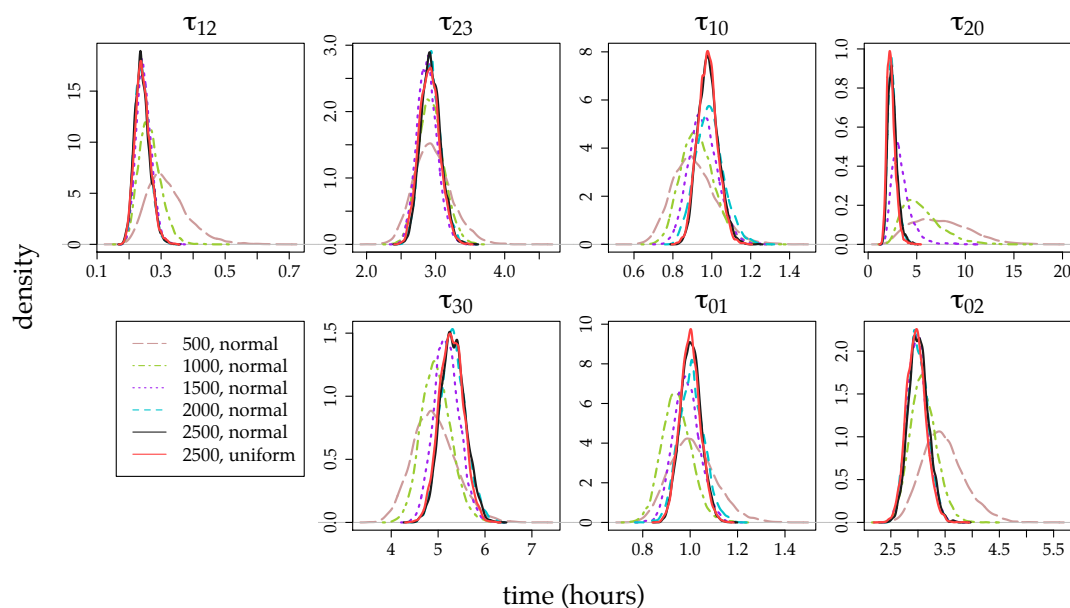 τ12 τ23 τ10 τ20
0 5 10 15
0.1 0.3 0.5 0.7
0.0 1.0 2.0 3.0
2.0 3.0 4.0
0 2 4 6 8
0.6 0.8 1.0 1.2 1.4
0.0 0.2 0.4 0.6 0.8 1.0
0 5 10 15 20
density
τ30 τ01 τ02
500, normal
1000, normal
1500, normal
2000, normal
2500, normal
2500, uniform
0.0 0.5 1.0 1.5
4 5 6 7
0 2 4 6 8 10
0.8 1.0 1.2 1.4
0.0 0.5 1.0 1.5 2.0
2.5 3.5 4.5 5.5
time (hours)